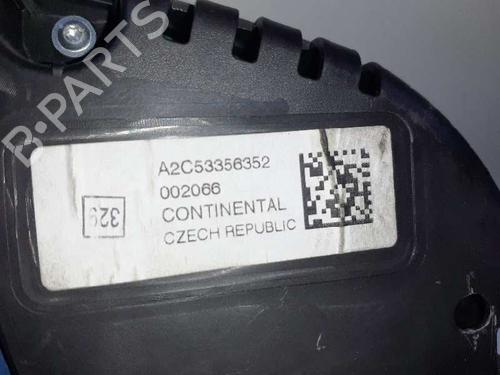 B-PARTS
A2C53356352
002066
CONTINENTAL
CZECH REPUBLIC
329